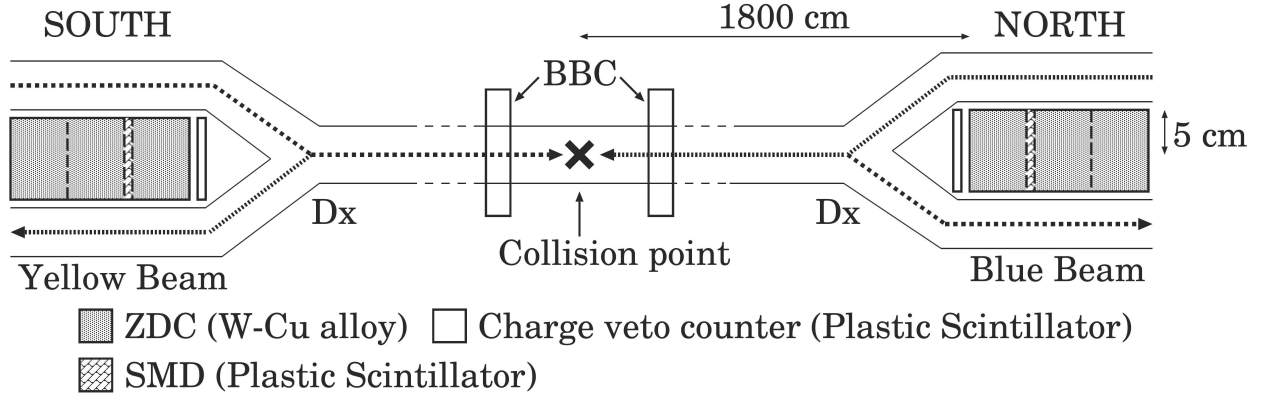 SOUTH
1800 cm
NORTH
BBC
5 cm
Dx
Dx
Collision point
Yellow Beam
Blue Beam
ZDC (W-Cu alloy)
Charge veto counter (Plastic Scintillator)
SMD (Plastic Scintillator)